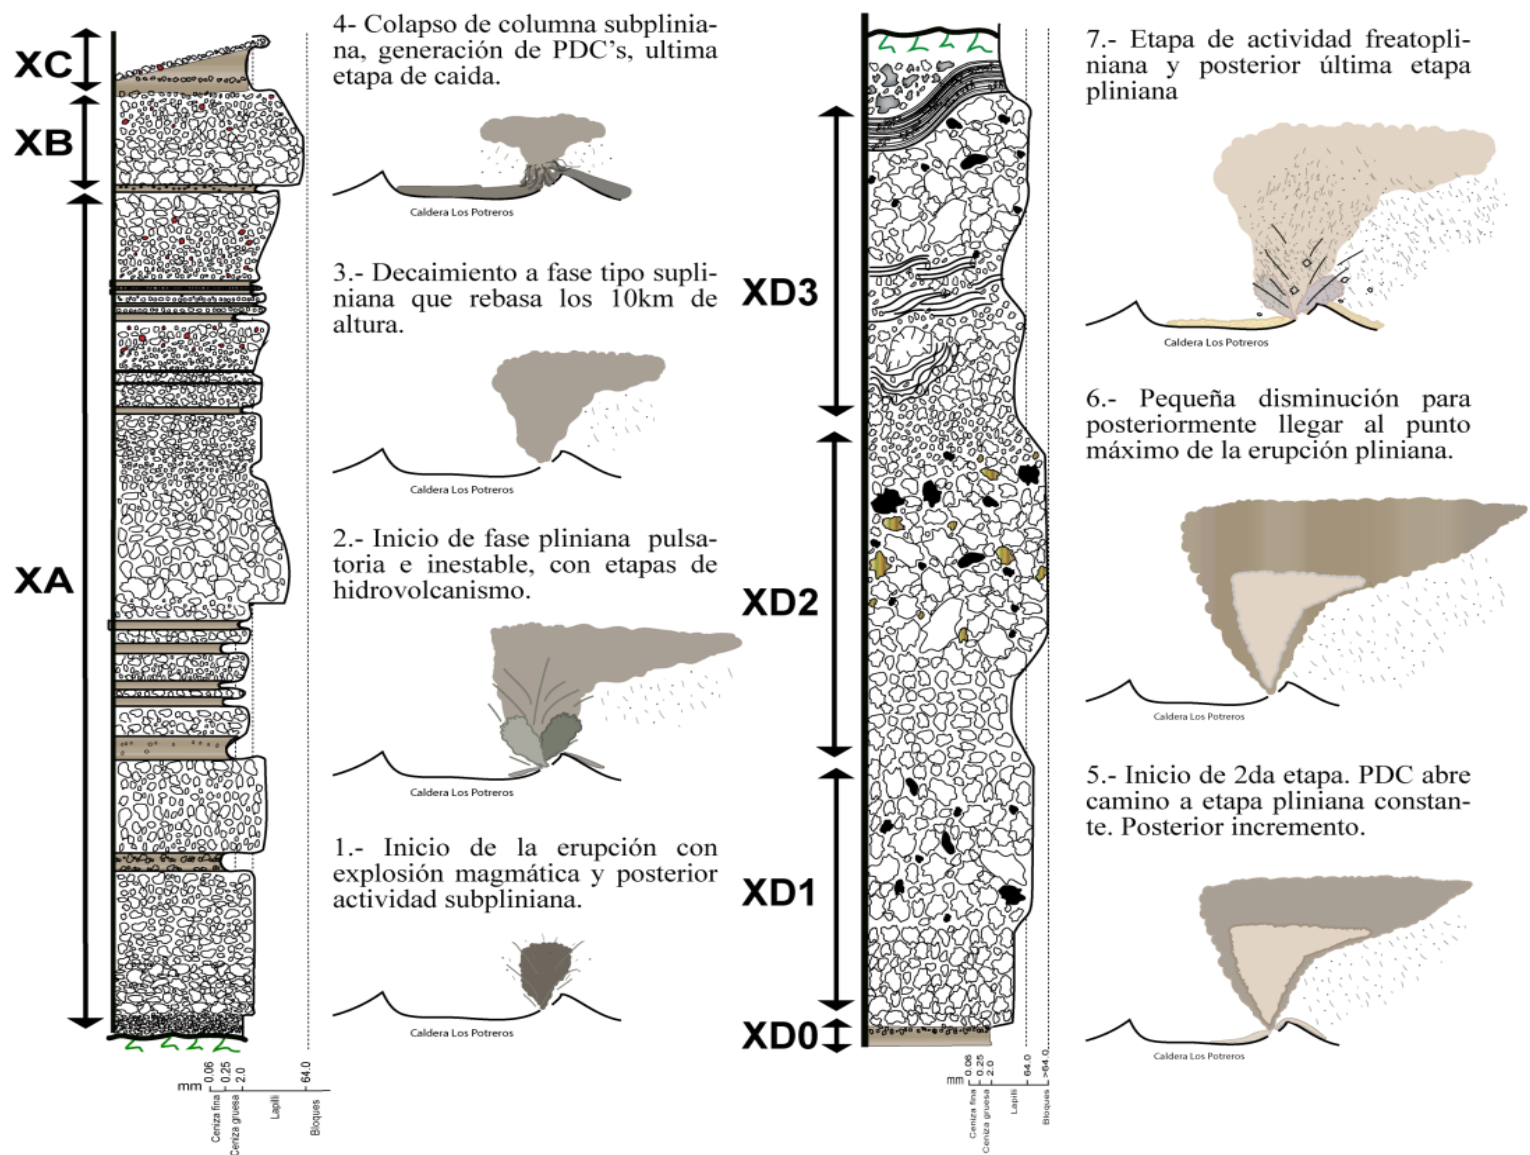 XC
XB
XA
4- Colapso de columna subplinia-
na, generación de PDC's, ultima
etapa de caida.
Caldera Los Potreros
3.- Decaimiento a fase tipo supli-
niana que rebasa los 10km de
altura.
Caldera Los Potreros
2.- Inicio de fase pliniana pulsa-
toria e inestable, con etapas de
hidrovolcanismo.
Caldera Los Potreros
1.- Inicio de la erupción con
explosión magmática y posterior
actividad subpliniana.
Caldera Los Potreros
mm
0.06
0.25
2.0
64.0
Ceniza fina
Ceniza gruesa
Lapilli
Bloques
XD3
XD2
XD1
XD0
7.- Etapa de actividad freatopli-
niana y posterior última etapa
pliniana
Caldera Los Potreros
6.- Pequeña disminución para
posteriormente llegar al punto
máximo de la erupción pliniana.
Caldera Los Potreros
5.- Inicio de 2da etapa. PDC abre
camino a etapa pliniana constan-
te. Posterior incremento.
Caldera Los Potreros
mm
0.06
0.25
2.0
64.0
>64.0
Ceniza fina
Ceniza gruesa
Lapilli
Bloques